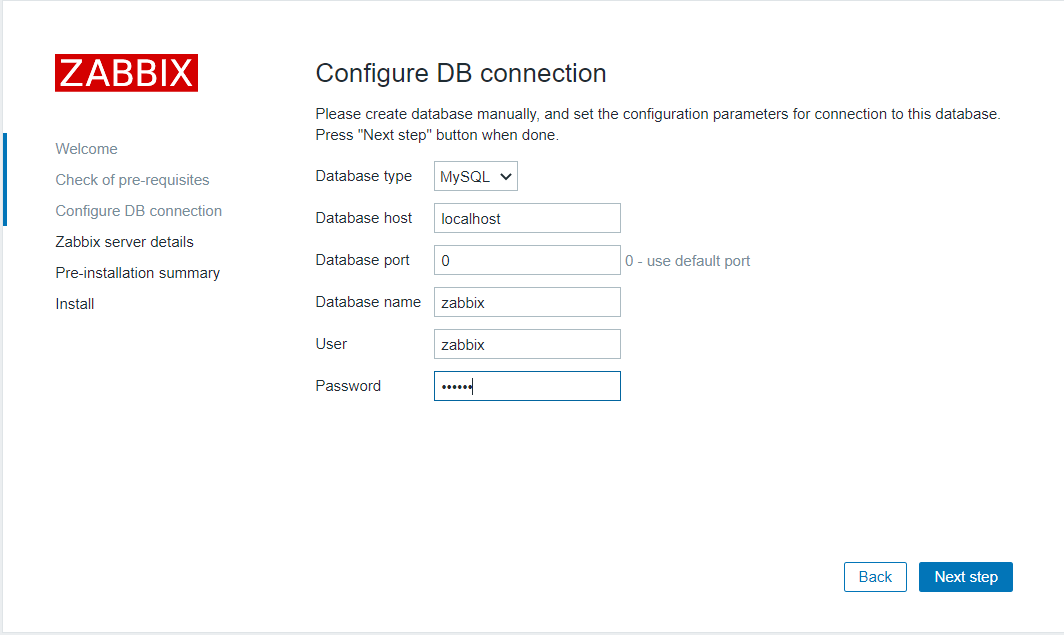 ZABBIX
Welcome
Check of pre-requisites
Configure DB connection
Zabbix server details
Pre-installation summary
Install
Configure DB connection
Please create database manually, and set the configuration parameters for connection to this database.
Press "Next step" button when done.
Database type MySQL
Database host localhost
Database port 0 0 - use default port
Database name zabbix
User zabbix
Password ••••••
Back Next step